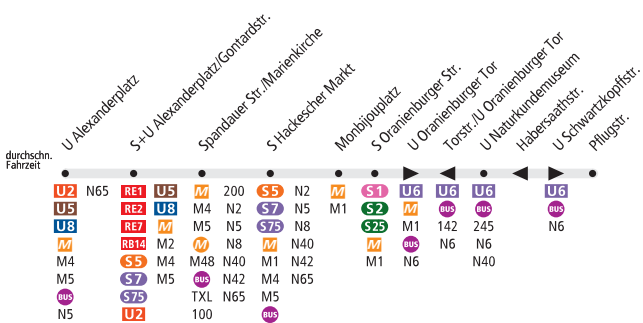 U Alexanderplatz
S+U Alexanderplatz/Gontardstr.
Spandauer Str./Marienkirche
S Hackescher Markt
Monbijouplatz
S Oranienburger Str.
U Oranienburger Tor
Torstr./U Oranienburger Tor
U Naturkundemuseum
Habersaathstr.
U Schwartzkopffstr.
Pflugstr.
durchschn.
Fahrzeit
U2 N65 RE1 U5 M 200 S5 N2 M S1 U6 U6 U6 U6
U5 RE2 U8 M4 N2 S7 N5 M1 S2 M BUS BUS BUS
U8 RE7 M M5 N5 S75 N8 S25 M1 142 245 N6
M RB14 M2 M N8 M N40 M BUS N6 N6
M4 S5 M4 M48 N40 M1 N42 M1 N6 N40
M5 S7 M5 BUS N42 M4 N65
BUS S75 TXL N65 M5
N5 U2 100 BUS